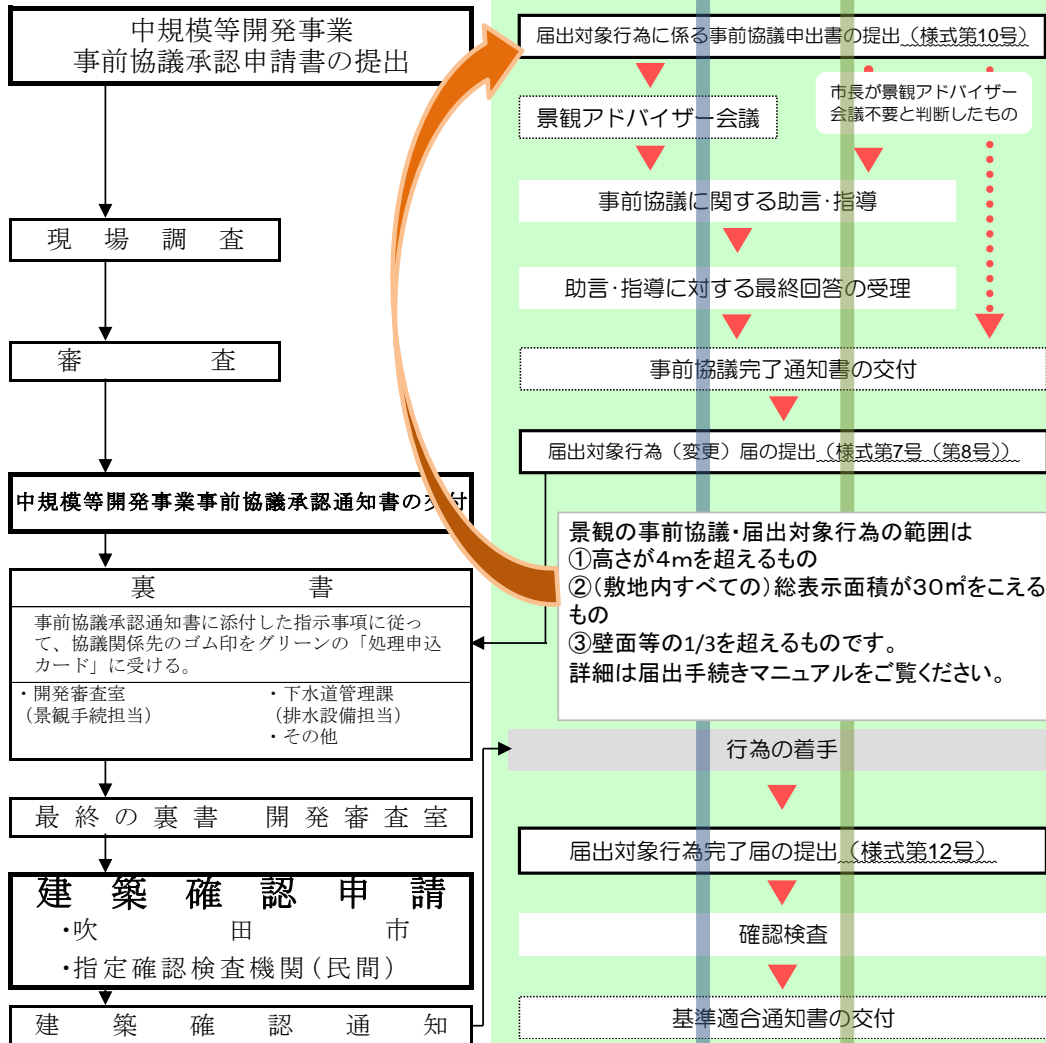 中規模等開発事業
事前協議承認申請書の提出
現場調査
審査
中規模等開発事業事前協議承認通知書の交付
裏書
事前協議承認通知書に添付した指示事項に従っ
て、協議関係先のゴム印をグリーンの「処理申込
カード」に受ける。
・開発審査室
(景観手続担当)
・下水道管理課
(排水設備担当)
・その他
最終の裏書 開発審査室
建築確認申請
・吹田市
・指定確認検査機関(民間)
建築確認通知
届出対象行為に係る事前協議申出書の提出(様式第10号)
景観アドバイザー会議
市長が景観アドバイザー
会議不要と判断したもの
事前協議に関する助言・指導
助言・指導に対する最終回答の受理
事前協議完了通知書の交付
届出対象行為(変更)届の提出(様式第7号(第8号))
景観の事前協議・届出対象行為の範囲は
①高さが4mを超えるもの
②(敷地内すべての)総表示面積が30㎡をこえる
もの
③壁面等の1/3を超えるものです。
詳細は届出手続きマニュアルをご覧ください。
行為の着手
届出対象行為完了届の提出(様式第12号)
確認検査
基準適合通知書の交付